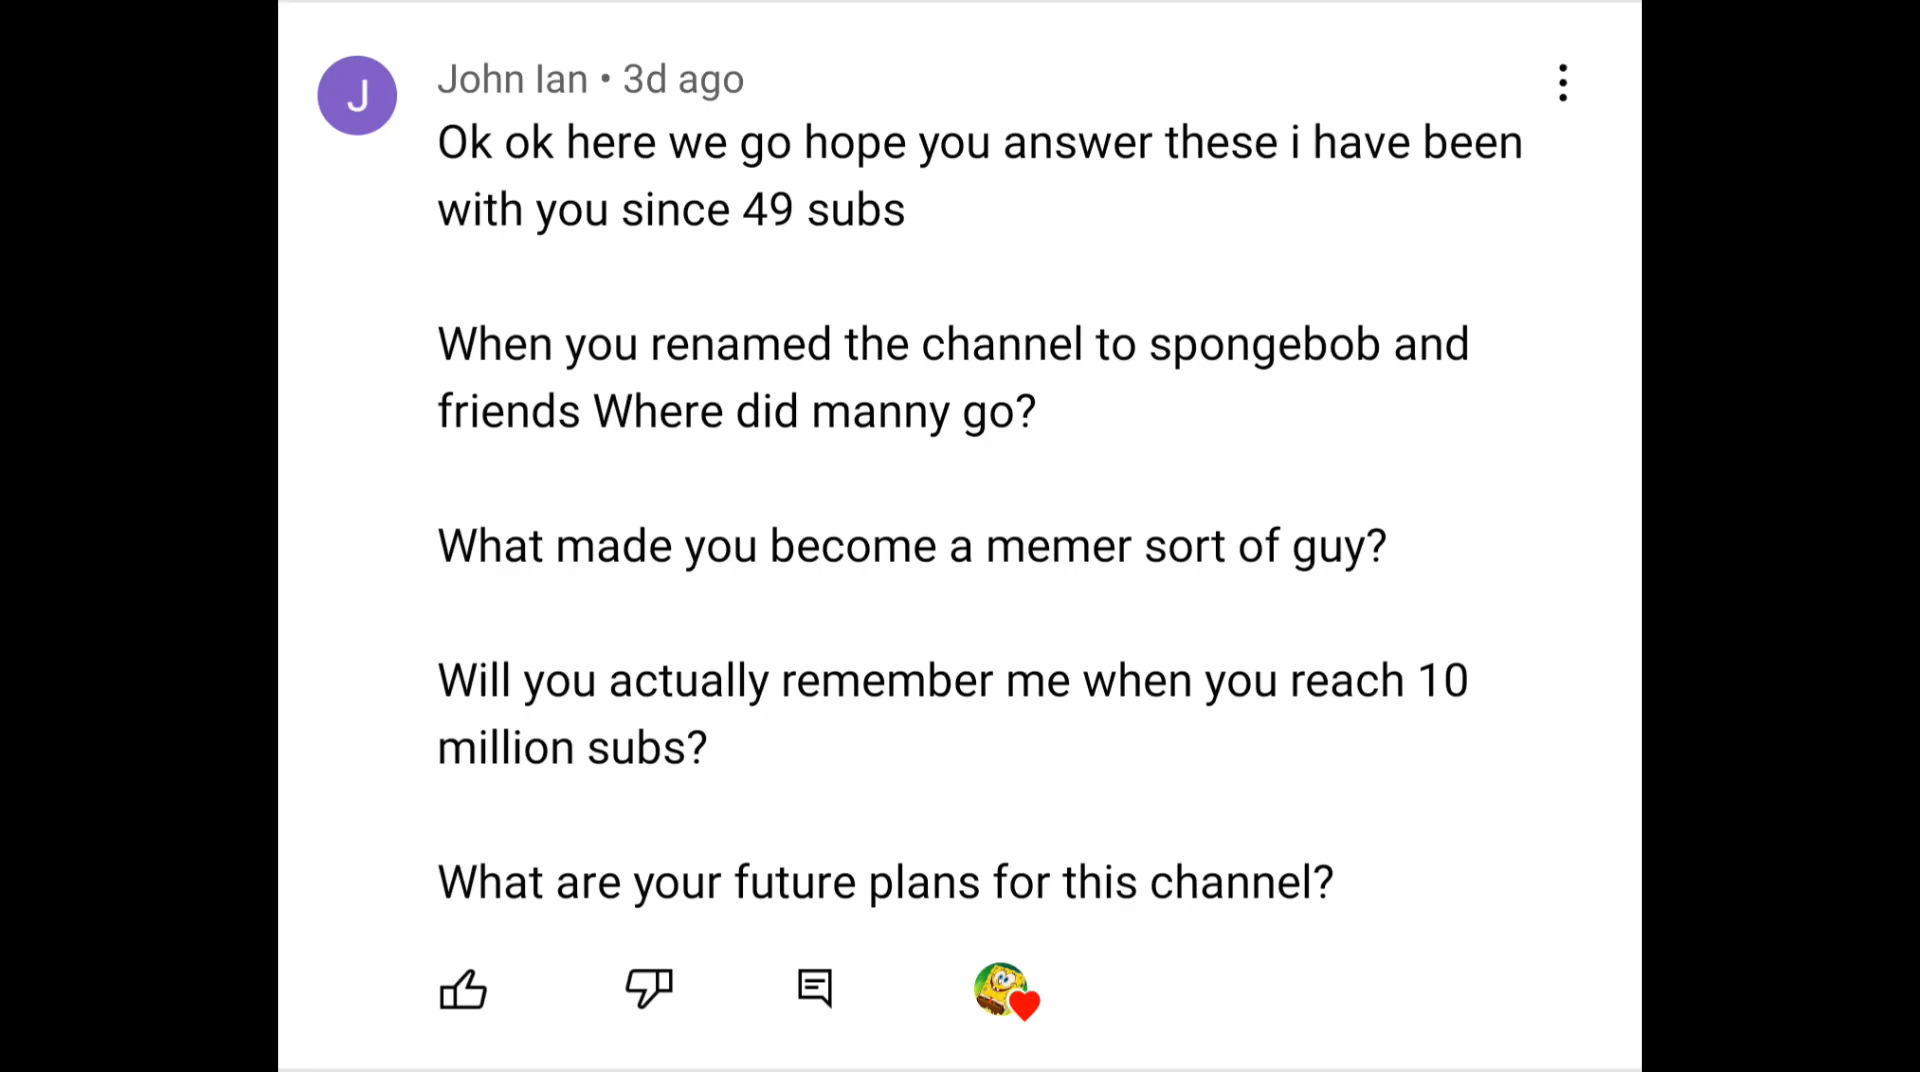 J
John Ian • 3d ago
Ok ok here we go hope you answer these i have been
with you since 49 subs
When you renamed the channel to spongebob and
friends Where did manny go?
What made you become a memer sort of guy?
Will you actually remember me when you reach 10
million subs?
What are your future plans for this channel?